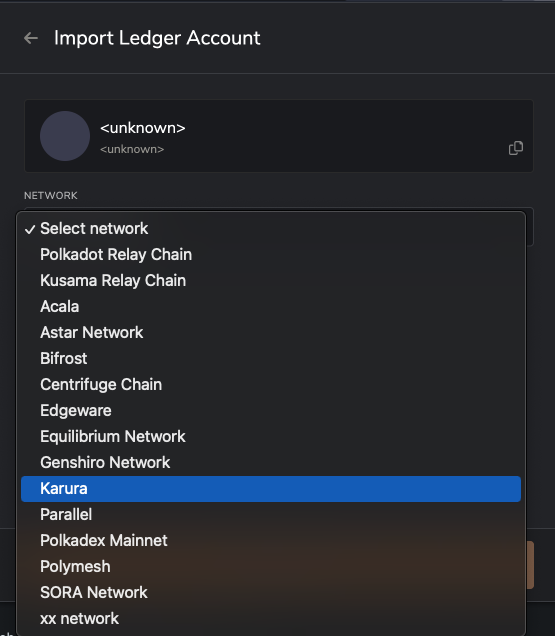 Import Ledger Account
<unknown>
<unknown>
NETWORK
Select network
Polkadot Relay Chain
Kusama Relay Chain
Acala
Astar Network
Bifrost
Centrifuge Chain
Edgeware
Equilibrium Network
Genshiro Network
Karura
Parallel
Polkadex Mainnet
Polymesh
SORA Network
xx network